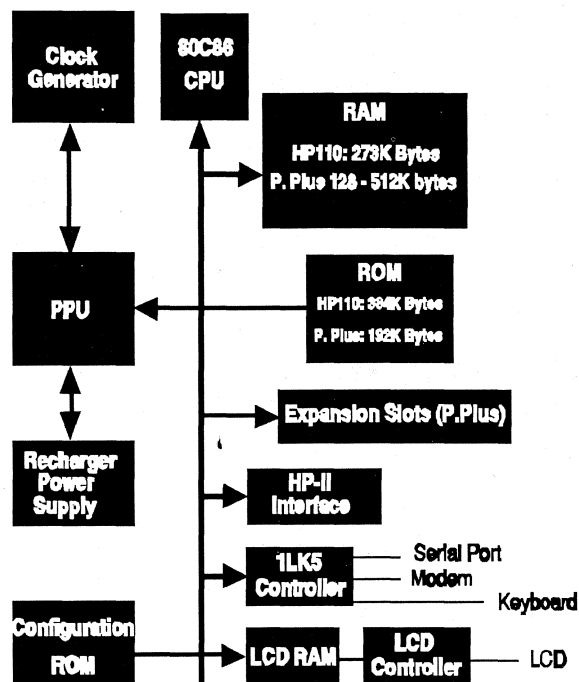 Clock
Generator
80C86
CPU
RAM
HP110: 273K Bytes
P. Plus 128 - 512K bytes
PPU
ROM
HP110: 384K Bytes
P. Plus: 192K Bytes
Expansion Slots (P.Plus)
Recharger
Power
Supply
HP-II
Interface
1LK5
Controller
Serial Port
Modem
Keyboard
Configuration
ROM
LCD RAM
LCD
Controller
LCD